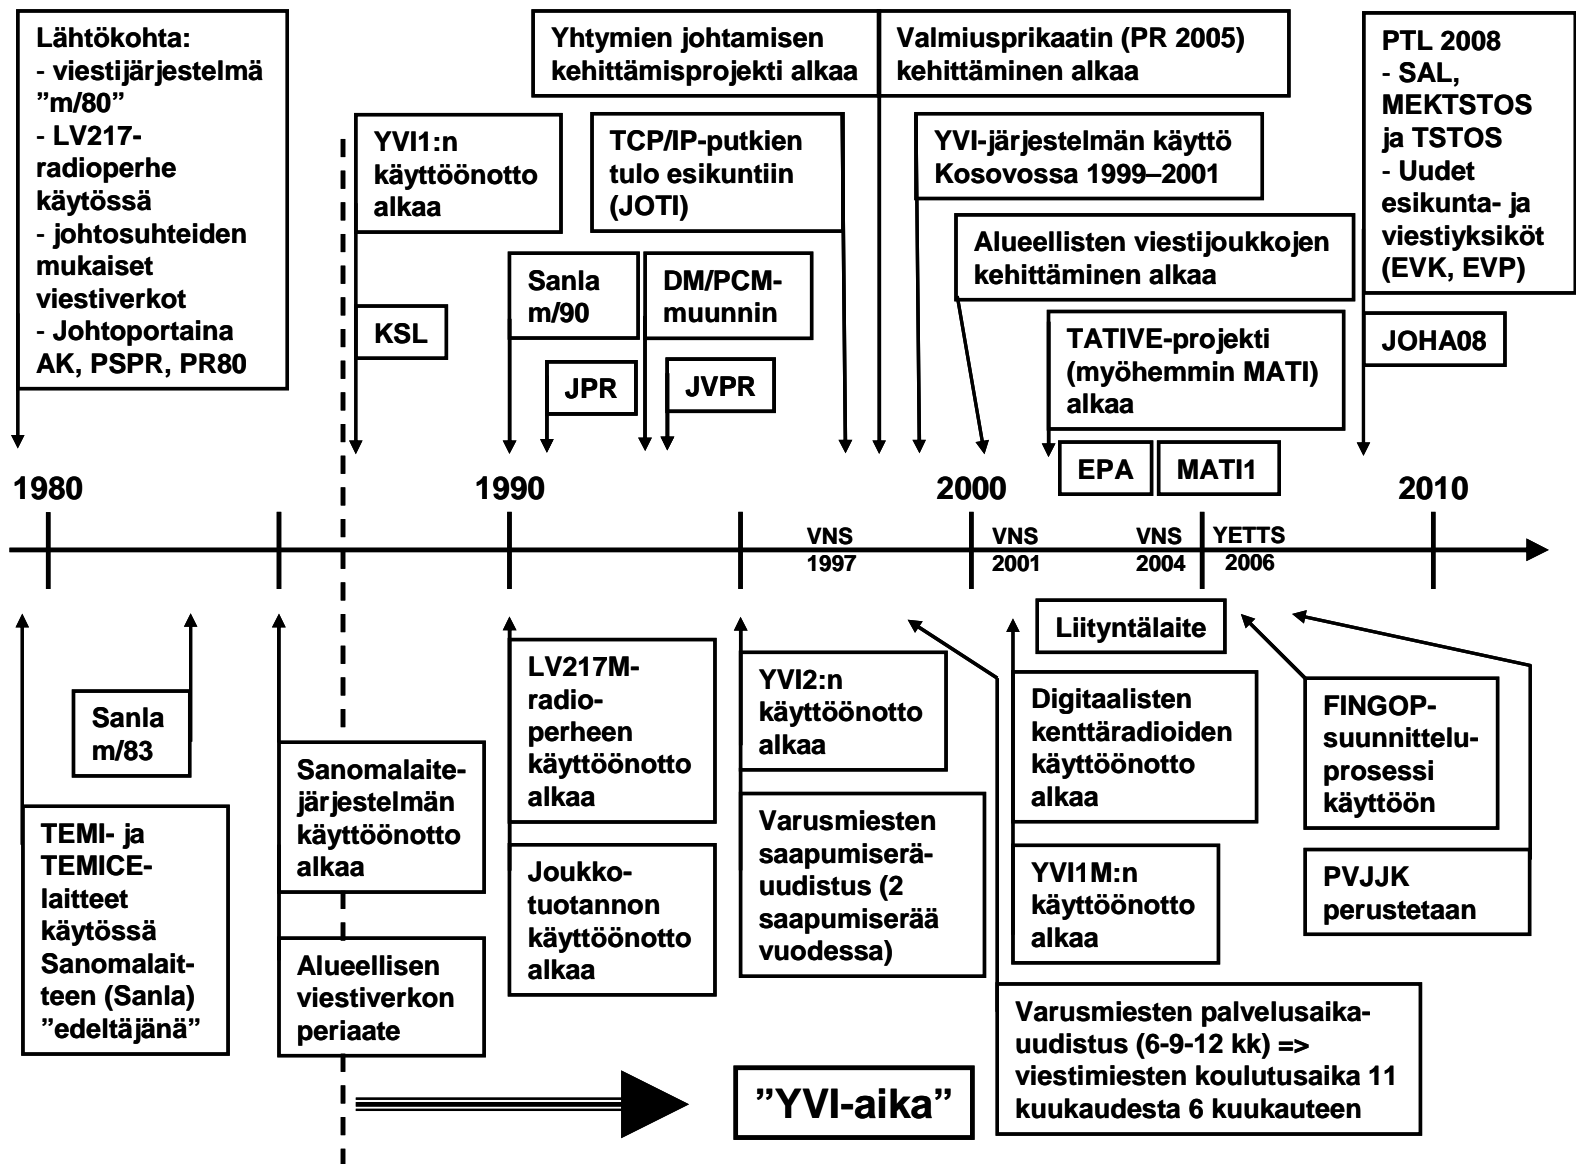 Lähtökohta:
- viestijärjestelmä
”m/80”
- LV217-
radioperhe
käytössä
- johtosuhteiden
mukaiset
viestiverkot
- Johtoportaina
AK, PSPR, PR80
YVI1:n
käyttöönotto
alkaa
KSL
Yhtymien johtamisen
kehittämisprojekti alkaa
Valmiusprikaatin (PR 2005)
kehittäminen alkaa
TCP/IP-putkien
tulo esikuntiin
(JOTI)
YVI-järjestelmän käyttö
Kosovossa 1999–2001
Sanla
m/90
DM/PCM-
muunnin
JPR
JVPR
Alueellisten viestijoukkojen
kehittäminen alkaa
TATIVE-projekti
(myöhemmin MATI)
alkaa
EPA
MATI1
PTL 2008
- SAL,
MEKTSTOS
ja TSTOS
- Uudet
esikunta- ja
viestiyksiköt
(EVK, EVP)
JOHA08
1980
1990
2000
2010
VNS
1997
VNS
2001
VNS
2004
YETTS
2006
Sanla
m/83
TEMI- ja
TEMICE-
laitteet
käytössä
Sanomalait-
teen (Sanla)
”edeltäjänä”
Sanomalaite-
järjestelmän
käyttöönotto
alkaa
Alueellisen
viestiverkon
periaate
LV217M-
radio-
perheen
käyttöönotto
alkaa
Joukko-
tuotannon
käyttöönotto
alkaa
YVI2:n
käyttöönotto
alkaa
Varusmiesten
saapumiserä-
uudistus (2
saapumiserää
vuodessa)
Liityntälaite
Digitaalisten
kenttäradioiden
käyttöönotto
alkaa
YVI1M:n
käyttöönotto
alkaa
FINGOP-
suunnittelu-
prosessi
käyttöön
PVJJK
perustetaan
Varusmiesten palvelusaika-
uudistus (6-9-12 kk) =>
viestimiesten koulutusaika 11
kuukaudesta 6 kuukauteen
”YVI-aika”